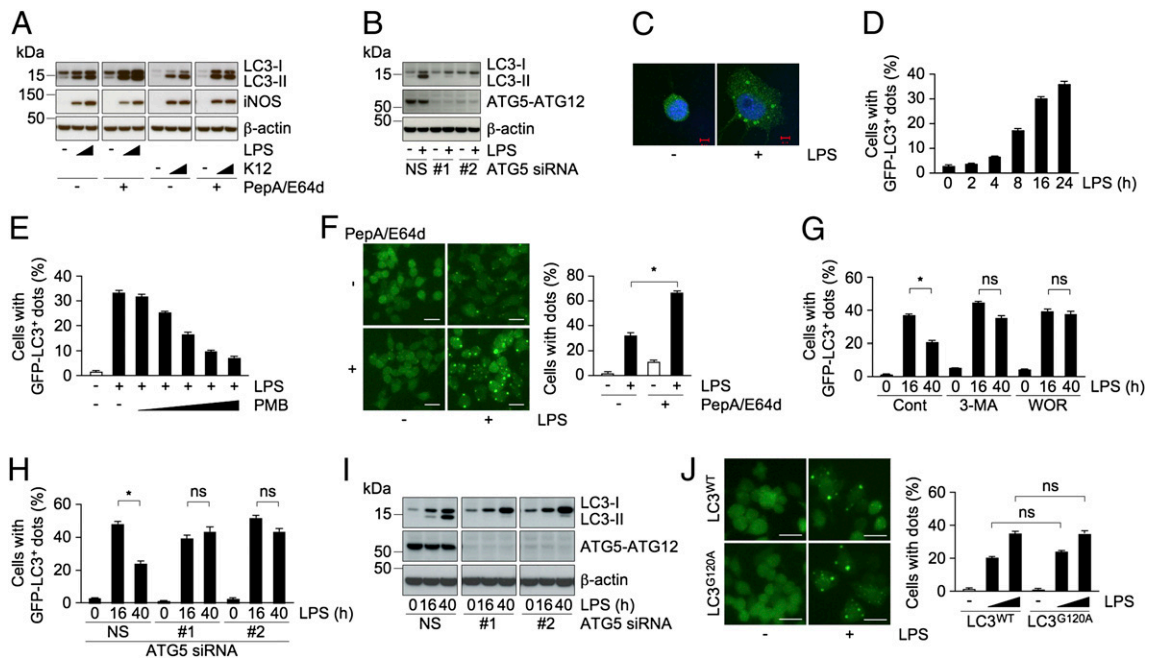 A
kDa
LC3-I
15
LC3-II
iNOS
50
β-actin
- - - - LPS
- - K12
- + - + PepA/E64d
B
kDa
LC3-I
15
LC3-II
ATG5-ATG12
50
β-actin
- + - + - + LPS
NS #1 #2 ATG5 siRNA
C
- + LPS
D
Cells with
GFP-LC3⁺ dots (%)
40
30
20
10
0
0 2 4 8 16 24 LPS (h)
E
Cells with
GFP-LC3⁺ dots (%)
40
30
20
10
0
- + + + + + + LPS
- - PMB
F
PepA/E64d
-
+
- + LPS
Cells with dots (%)
80
60
40
20
0
*
- + - + LPS
- + PepA/E64d
G
Cells with
GFP-LC3⁺ dots (%)
60
40
20
0
* ns ns
0 16 40 0 16 40 0 16 40 LPS (h)
Cont 3-MA WOR
H
Cells with
GFP-LC3⁺ dots (%)
60
40
20
0
* ns ns
0 16 40 0 16 40 0 16 40 LPS (h)
NS #1 #2
ATG5 siRNA
I
kDa
LC3-I
15
LC3-II
ATG5-ATG12
50
β-actin
50
0 16 40 0 16 40 0 16 40 LPS (h)
NS #1 #2 ATG5 siRNA
J
LC3ᵂᵀ
LC3ᴳ¹²⁰ᴬ
- + LPS
Cells with dots (%)
60
40
20
0
ns
ns
- - LPS
LC3ᵂᵀ LC3ᴳ¹²⁰ᴬ